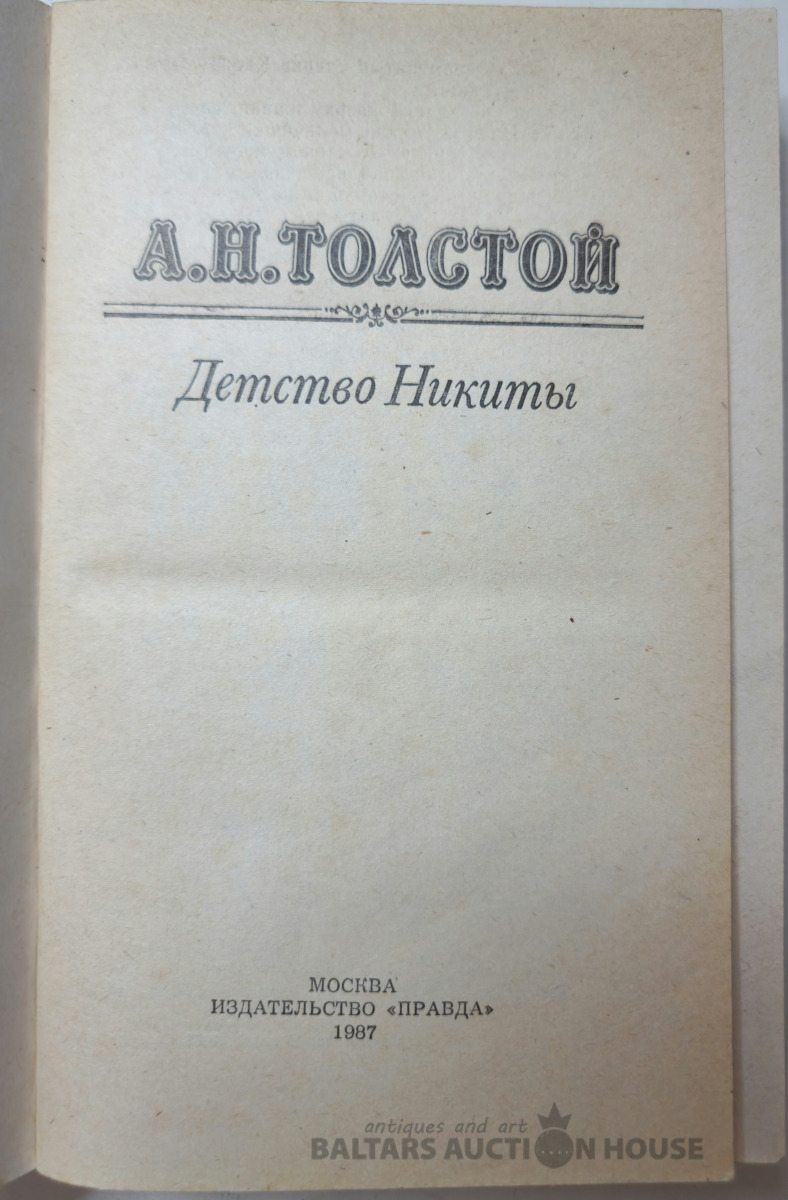 А.Н.ТОЛСТОЙ
Детство Никиты
МОСКВА
ИЗДАТЕЛЬСТВО «ПРАВДА»
1987
antiques and art
BALTARS AUCTION HOUSE